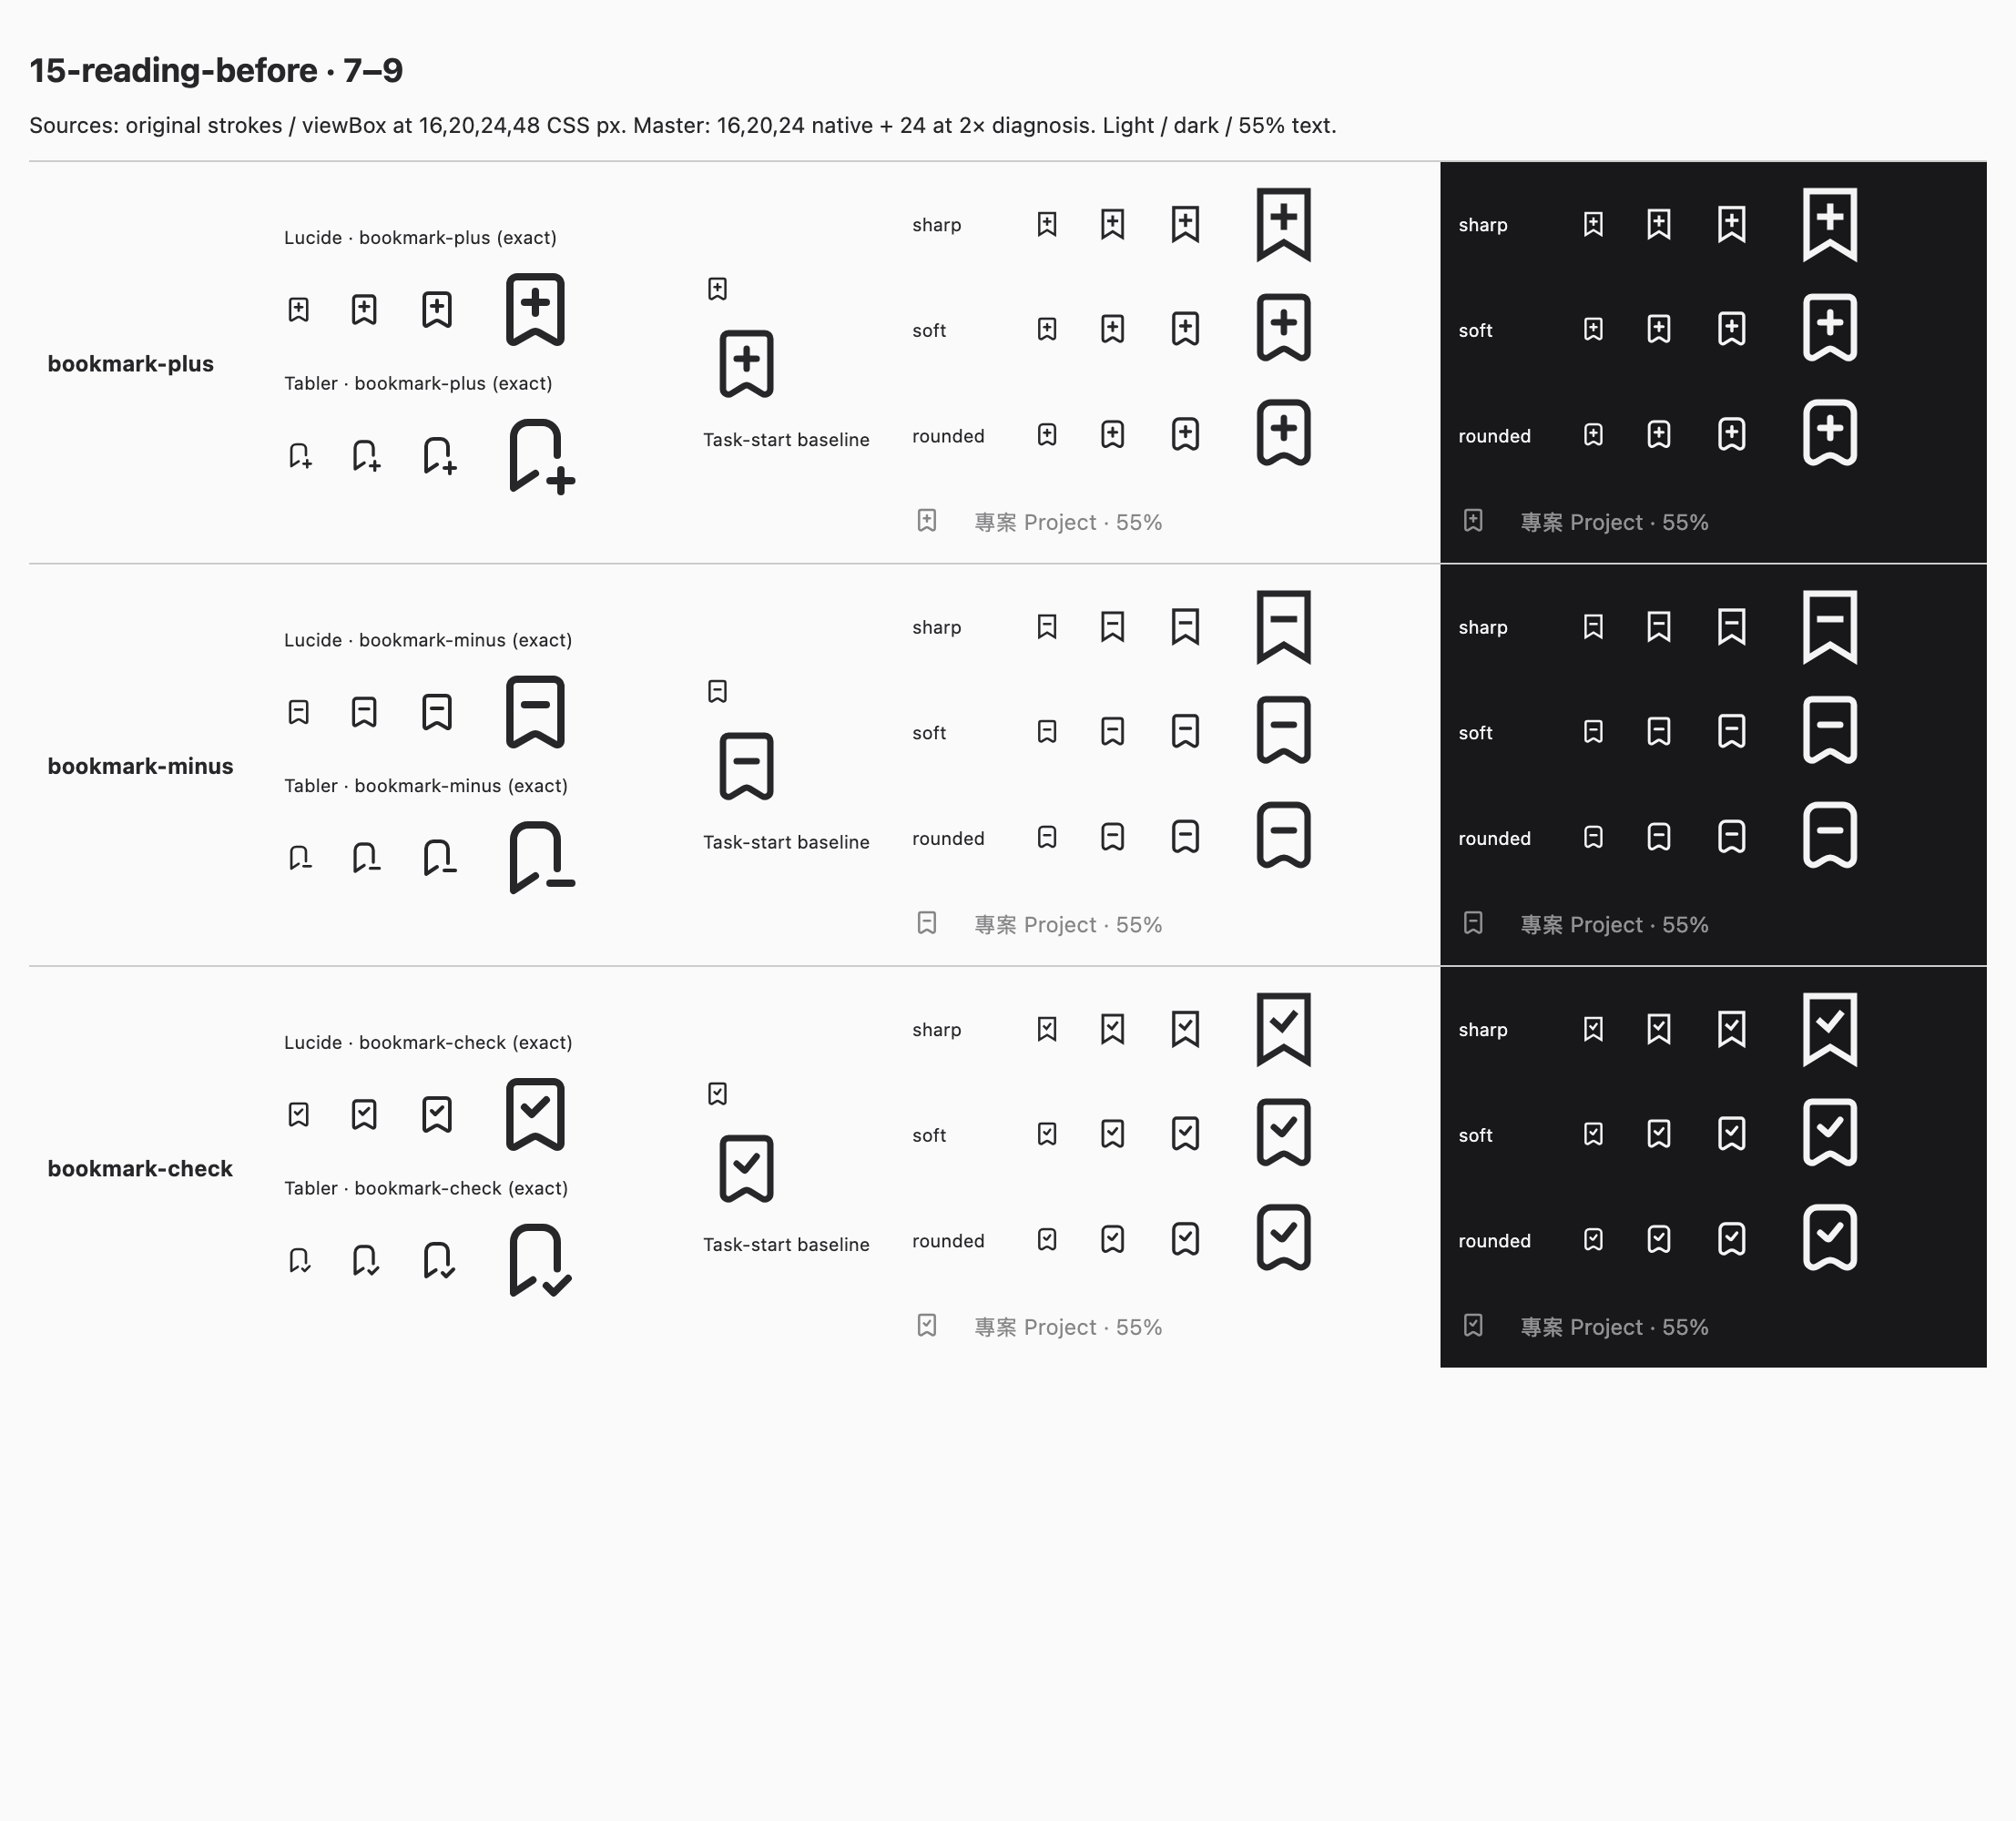 15-reading-before · 7–9
Sources: original strokes / viewBox at 16,20,24,48 CSS px. Master: 16,20,24 native + 24 at 2× diagnosis. Light / dark / 55% text.
bookmark-plus
Lucide · bookmark-plus (exact)
Tabler · bookmark-plus (exact)
Task-start baseline
sharp
soft
rounded
專案 Project · 55%
sharp
soft
rounded
專案 Project · 55%
bookmark-minus
Lucide · bookmark-minus (exact)
Tabler · bookmark-minus (exact)
Task-start baseline
sharp
soft
rounded
專案 Project · 55%
sharp
soft
rounded
專案 Project · 55%
bookmark-check
Lucide · bookmark-check (exact)
Tabler · bookmark-check (exact)
Task-start baseline
sharp
soft
rounded
專案 Project · 55%
sharp
soft
rounded
專案 Project · 55%